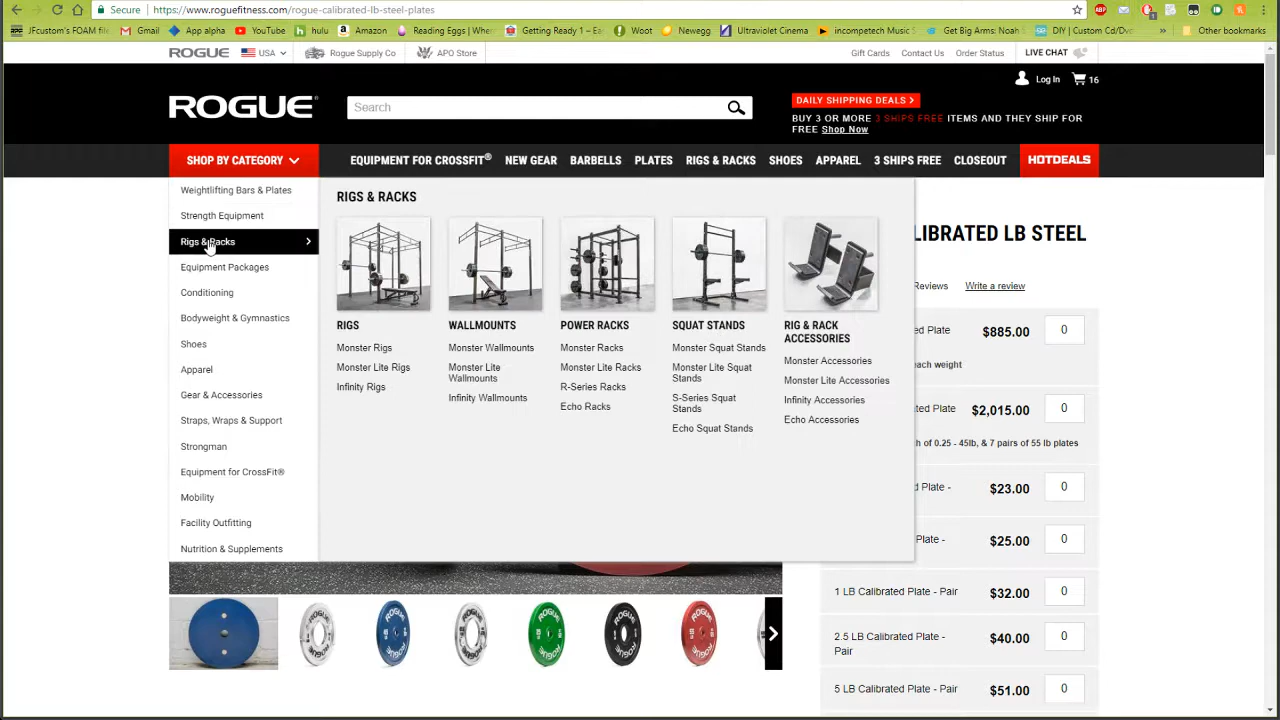 Secure https://www.roguefitness.com/rogue-calibrated-lb-steel-plates
JFcustom's FOAM file
Gmail
App alpha
YouTube
hulu
Amazon
Reading Eggs | Where
Getting Ready 1 – Eng
Woot
Newegg
Ultraviolet Cinema
incompetech Music
Get Big Arms: Noah S
DIY | Custom Cd/Dvd
Other bookmarks
ROGUE USA Rogue Supply Co APO Store
Gift Cards Contact Us Order Status LIVE CHAT
Log In 16
ROGUE
Search
DAILY SHIPPING DEALS >
BUY 3 OR MORE 3 SHIPS FREE ITEMS AND THEY SHIP FOR
FREE Shop Now
SHOP BY CATEGORY EQUIPMENT FOR CROSSFIT® NEW GEAR BARBELLS PLATES RIGS & RACKS SHOES APPAREL 3 SHIPS FREE CLOSEOUT HOTDEALS
Weightlifting Bars & Plates
Strength Equipment
Rigs & Racks
Equipment Packages
Conditioning
Bodyweight & Gymnastics
Shoes
Apparel
Gear & Accessories
Straps, Wraps & Support
Strongman
Equipment for CrossFit®
Mobility
Facility Outfitting
Nutrition & Supplements
RIGS & RACKS
RIGS
Monster Rigs
Monster Lite Rigs
Infinity Rigs
WALLMOUNTS
Monster Wallmounts
Monster Lite
Wallmounts
Infinity Wallmounts
POWER RACKS
Monster Racks
Monster Lite Racks
R-Series Racks
Echo Racks
SQUAT STANDS
Monster Squat Stands
Monster Lite Squat
Stands
S-Series Squat
Stands
Echo Squat Stands
RIG & RACK
ACCESSORIES
Monster Accessories
Monster Lite Accessories
Infinity Accessories
Echo Accessories
LIBRATED LB STEEL
Reviews Write a review
ed Plate $885.00 0
each weight
ed Plate $2,015.00 0
h of 0.25 - 45lb, & 7 pairs of 55 lb plates
d Plate - $23.00 0
Plate - $25.00 0
1 LB Calibrated Plate - Pair $32.00 0
2.5 LB Calibrated Plate -
Pair $40.00 0
5 LB Calibrated Plate - Pair $51.00 0